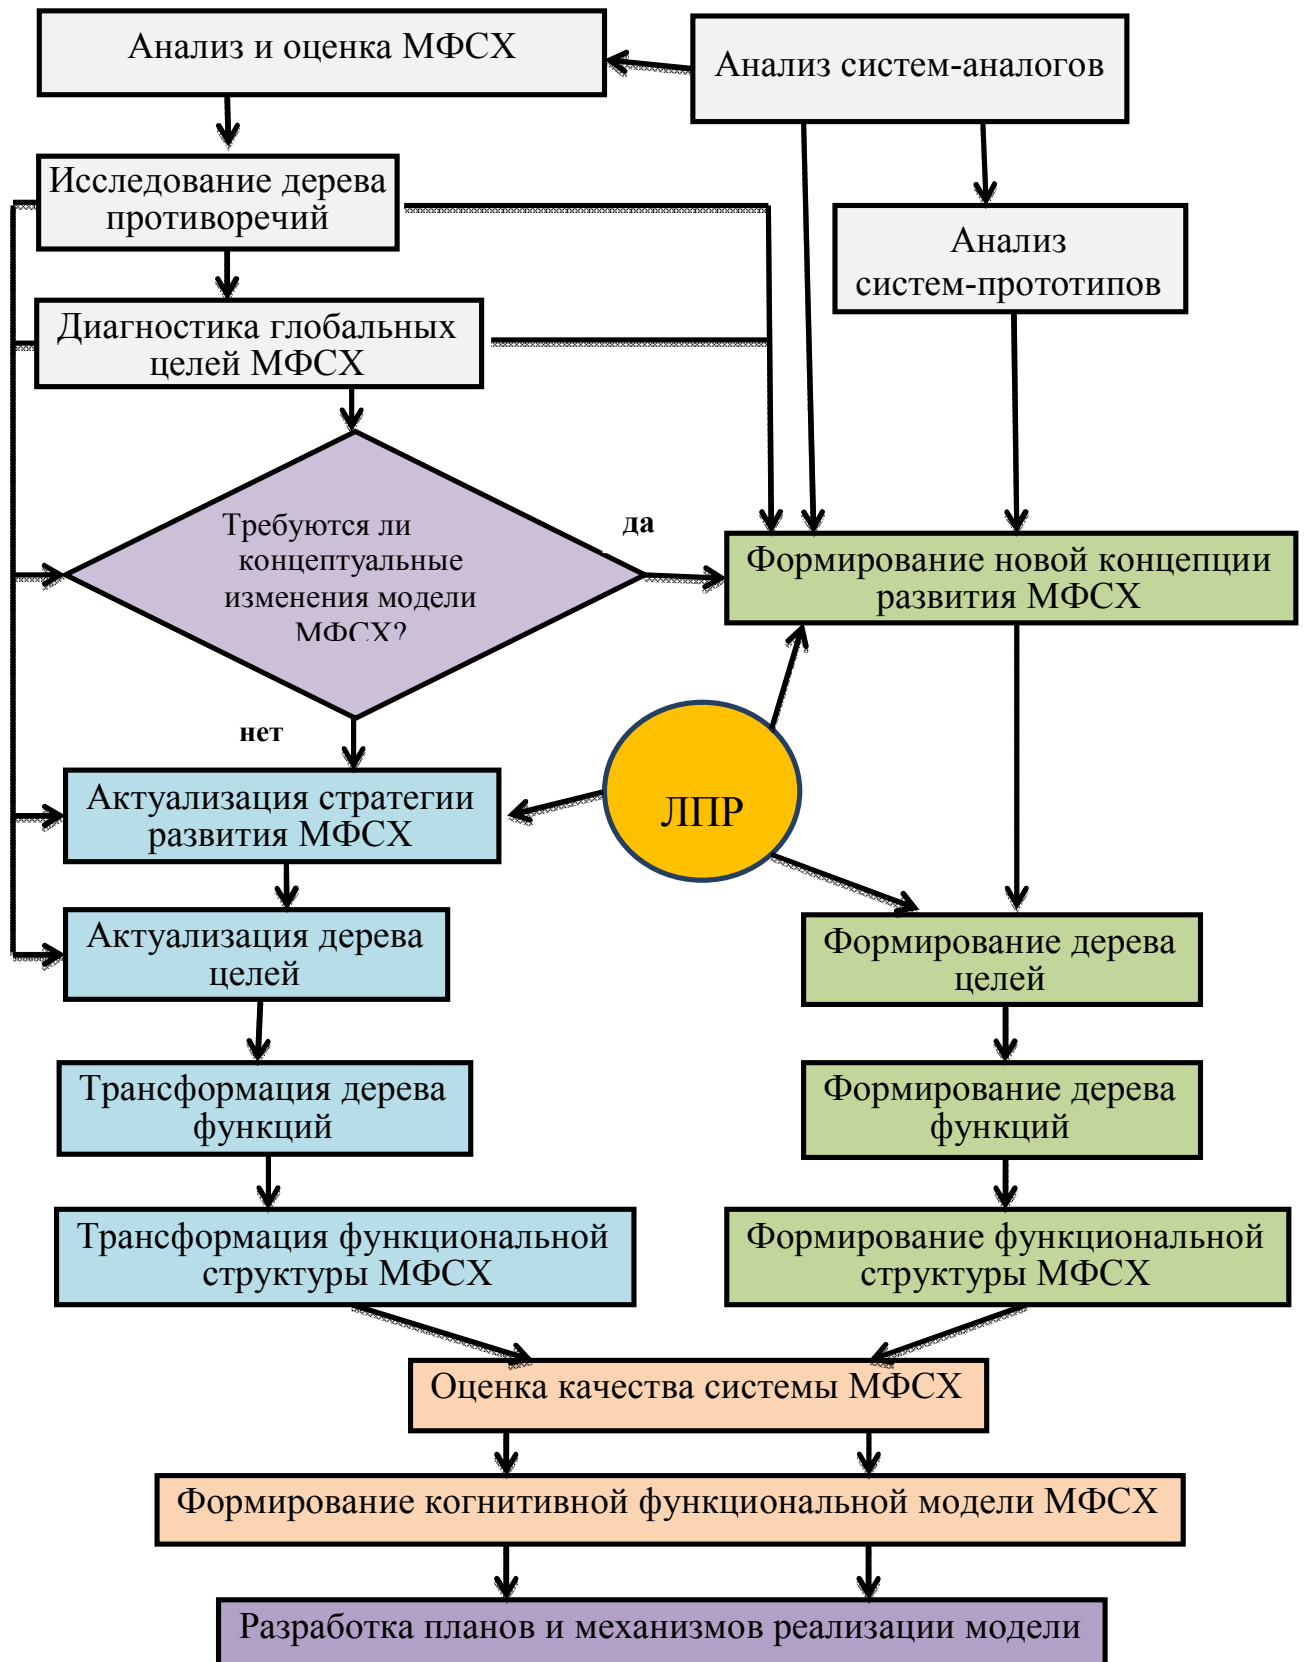 Анализ и оценка МФСХ
Анализ систем-аналогов
Исследование дерева
противоречий
Анализ
систем-прототипов
Диагностика глобальных
целей МФСХ
Требуются ли
концептуальные
изменения модели
МФСХ?
да
Формирование новой концепции
развития МФСХ
нет
ЛПР
Актуализация стратегии
развития МФСХ
Актуализация дерева
целей
Формирование дерева
целей
Трансформация дерева
функций
Формирование дерева
функций
Трансформация функциональной
структуры МФСХ
Формирование функциональной
структуры МФСХ
Оценка качества системы МФСХ
Формирование когнитивной функциональной модели МФСХ
Разработка планов и механизмов реализации модели